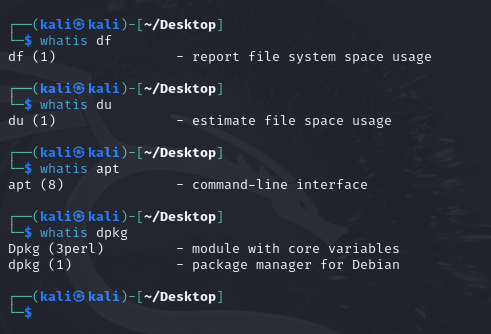 ┌──(kali㉿kali)-[~/Desktop]
└─$ whatis df
df (1)               - report file system space usage
┌──(kali㉿kali)-[~/Desktop]
└─$ whatis du
du (1)               - estimate file space usage
┌──(kali㉿kali)-[~/Desktop]
└─$ whatis apt
apt (8)              - command-line interface
┌──(kali㉿kali)-[~/Desktop]
└─$ whatis dpkg
Dpkg (3perl)         - module with core variables
dpkg (1)             - package manager for Debian
┌──(kali㉿kali)-[~/Desktop]
└─$